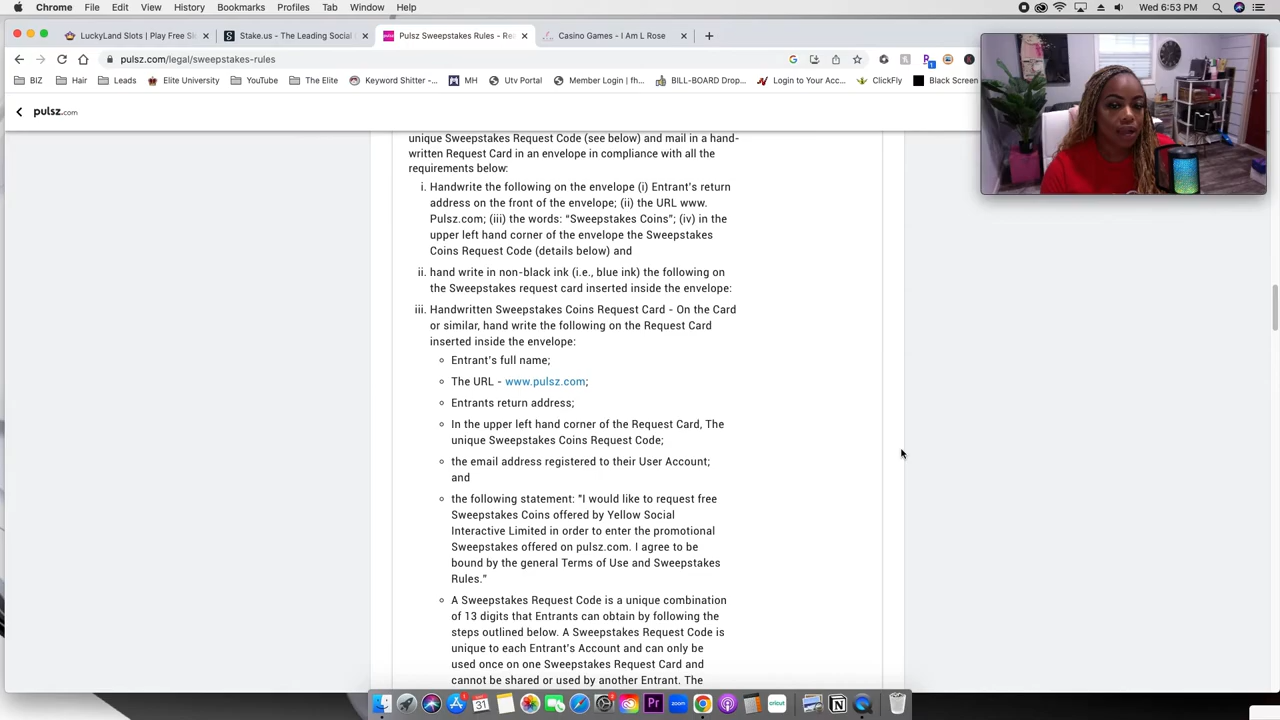 Chrome File Edit View History Bookmarks Profiles Tab Window Help Wed 6:53 PM
LuckyLand Slots | Play Free Sl Stake.us - The Leading Social Pulsz Sweepstakes Rules - Re Casino Games - I Am L Rose
pulsz.com/legal/sweepstakes-rules
BIZ Hair Leads Elite University YouTube The Elite Keyword Shitter -... MH Utv Portal Member Login | fh... BILL-BOARD Drop... Login to Your Acc... ClickFly Black Screen
pulsz.com
unique Sweepstakes Request Code (see below) and mail in a hand-
written Request Card in an envelope in compliance with all the
requirements below:
i. Handwrite the following on the envelope (i) Entrant's return
address on the front of the envelope; (ii) the URL www.
Pulsz.com; (iii) the words: “Sweepstakes Coins”; (iv) in the
upper left hand corner of the envelope the Sweepstakes
Coins Request Code (details below) and
ii. hand write in non-black ink (i.e., blue ink) the following on
the Sweepstakes request card inserted inside the envelope:
iii. Handwritten Sweepstakes Coins Request Card - On the Card
or similar, hand write the following on the Request Card
inserted inside the envelope:
Entrant's full name;
The URL - www.pulsz.com;
Entrants return address;
In the upper left hand corner of the Request Card, The
unique Sweepstakes Coins Request Code;
the email address registered to their User Account;
and
the following statement: "I would like to request free
Sweepstakes Coins offered by Yellow Social
Interactive Limited in order to enter the promotional
Sweepstakes offered on pulsz.com. I agree to be
bound by the general Terms of Use and Sweepstakes
Rules.”
A Sweepstakes Request Code is a unique combination
of 13 digits that Entrants can obtain by following the
steps outlined below. A Sweepstakes Request Code is
unique to each Entrant's Account and can only be
used once on one Sweepstakes Request Card and
cannot be shared or used by another Entrant. The
31 Pr zoom cricut